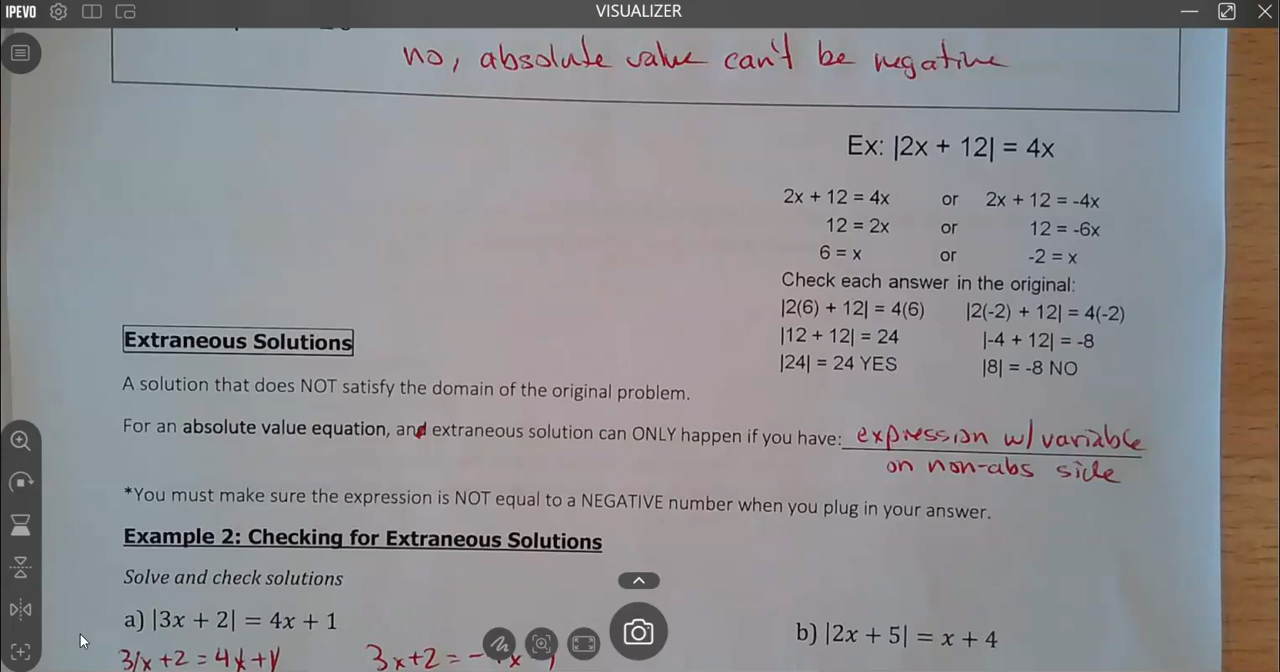 IPEVO
VISUALIZER
no, absolute value can't be negative
Ex: |2x + 12| = 4x
2x + 12 = 4x or 2x + 12 = -4x
12 = 2x or 12 = -6x
6 = x or -2 = x
Check each answer in the original:
|2(6) + 12| = 4(6) |2(-2) + 12| = 4(-2)
|12 + 12| = 24 |-4 + 12| = -8
|24| = 24 YES |8| = -8 NO
Extraneous Solutions
A solution that does NOT satisfy the domain of the original problem.
For an absolute value equation, and extraneous solution can ONLY happen if you have: expression w/ variable
on non-abs side
*You must make sure the expression is NOT equal to a NEGATIVE number when you plug in your answer.
Example 2: Checking for Extraneous Solutions
Solve and check solutions
a) |3x + 2| = 4x + 1
b) |2x + 5| = x + 4
3x + 2 = 4x + 1 3x + 2 = -4x